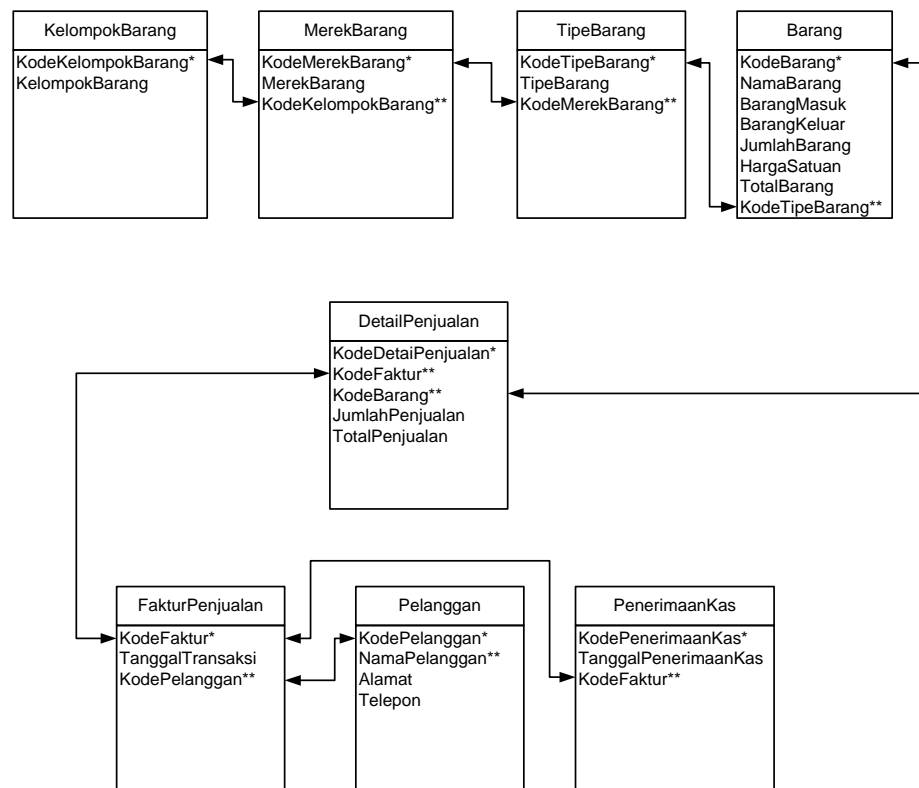 KelompokBarang
KodeKelompokBarang*
KelompokBarang
MerekBarang
KodeMerekBarang*
MerekBarang
KodeKelompokBarang**
TipeBarang
KodeTipeBarang*
TipeBarang
KodeMerekBarang**
Barang
KodeBarang*
NamaBarang
BarangMasuk
BarangKeluar
JumlahBarang
HargaSatuan
TotalBarang
KodeTipeBarang**
DetailPenjualan
KodeDetaiPenjualan*
KodeFaktur**
KodeBarang**
JumlahPenjualan
TotalPenjualan
FakturPenjualan
KodeFaktur*
TanggalTransaksi
KodePelanggan**
Pelanggan
KodePelanggan*
NamaPelanggan**
Alamat
Telepon
PenerimaanKas
KodePenerimaanKas*
TanggalPenerimaanKas
KodeFaktur**